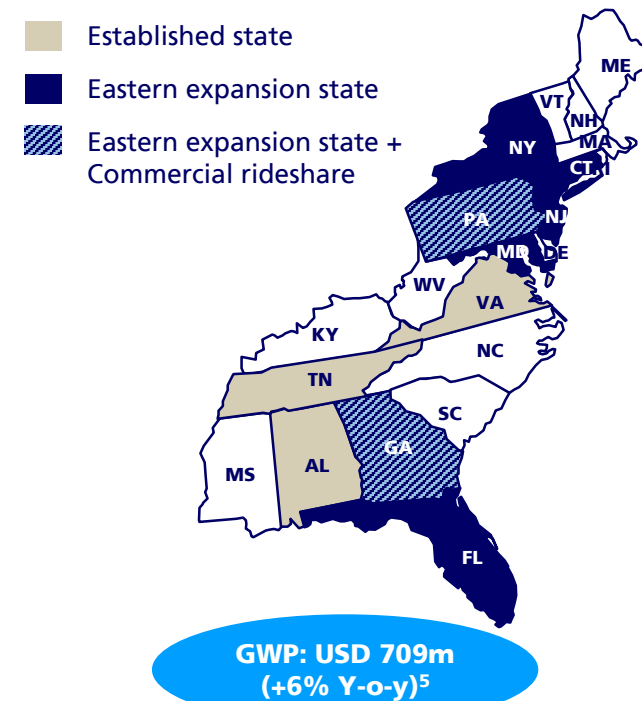 Established state
Eastern expansion state
Eastern expansion state +
Commercial rideshare
ME
VT
NH
MA
NY
CT
RI
PA
NJ
MD
DE
WV
VA
KY
NC
TN
SC
GA
AL
MS
FL
GWP: USD 709m
(+6% Y-o-y)⁵